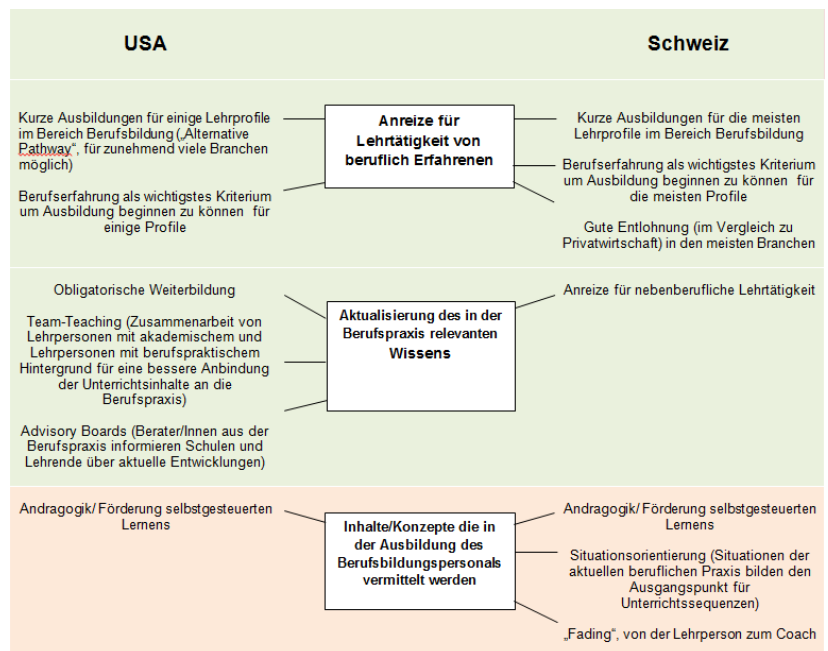 USA
Schweiz
Kurze Ausbildungen für einige Lehrprofile
im Bereich Berufsbildung („Alternative
Pathway“, für zunehmend viele Branchen
möglich)
Berufserfahrung als wichtigstes Kriterium
um Ausbildung beginnen zu können für
einige Profile
Anreize für
Lehrtätigkeit von
beruflich Erfahrenen
Kurze Ausbildungen für die meisten
Lehrprofile im Bereich Berufsbildung
Berufserfahrung als wichtigstes Kriterium
um Ausbildung beginnen zu können für
die meisten Profile
Gute Entlohnung (im Vergleich zu
Privatwirtschaft) in den meisten Branchen
Obligatorische Weiterbildung
Team-Teaching (Zusammenarbeit von
Lehrpersonen mit akademischem und
Lehrpersonen mit berufspraktischem
Hintergrund für eine bessere Anbindung
der Unterrichtsinhalte an die
Berufspraxis)
Advisory Boards (Berater/Innen aus der
Berufspraxis informieren Schulen und
Lehrende über aktuelle Entwicklungen)
Aktualisierung des in der
Berufspraxis relevanten
Wissens
Anreize für nebenberufliche Lehrtätigkeit
Andragogik/ Förderung selbstgesteuerten
Lernens
Inhalte/Konzepte die in
der Ausbildung des
Berufsbildungspersonals
vermittelt werden
Andragogik/ Förderung selbstgesteuerten
Lernens
Situationsorientierung (Situationen der
aktuellen beruflichen Praxis bilden den
Ausgangspunkt für
Unterrichtssequenzen)
„Fading“, von der Lehrperson zum Coach